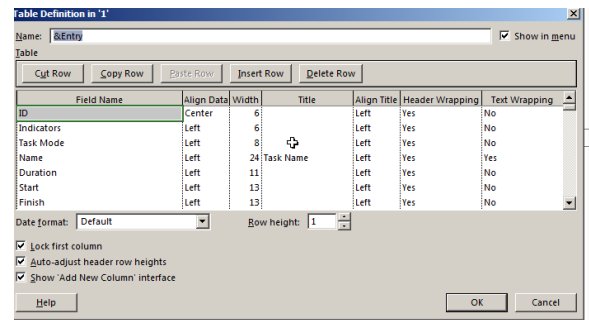 Table Definition in '1'
Name: &Entry Show in menu
Table
Cut Row Copy Row Paste Row Insert Row Delete Row
Field Name Align Data Width Title Align Title Header Wrapping Text Wrapping
ID Center 6 Left Yes No
Indicators Left 6 Left Yes No
Task Mode Left 8 Left Yes No
Name Left 24 Task Name Left Yes Yes
Duration Left 11 Left Yes No
Start Left 13 Left Yes No
Finish Left 13 Left Yes No
Date format: Default Row height: 1
Lock first column
Auto-adjust header row heights
Show 'Add New Column' interface
Help OK Cancel